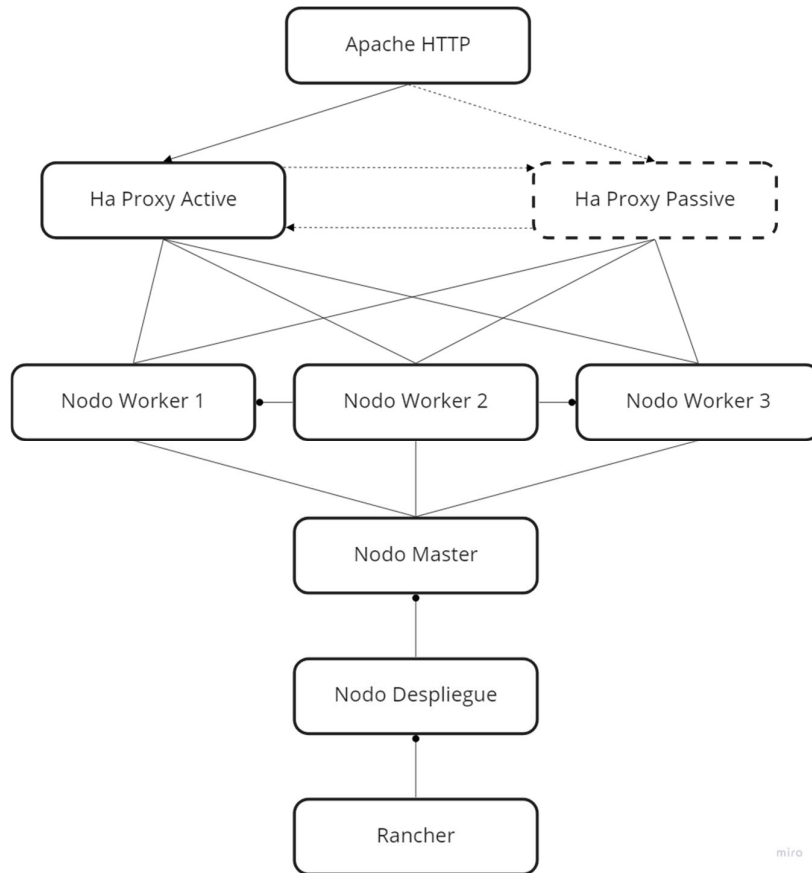 Apache HTTP
Ha Proxy Active
Ha Proxy Passive
Nodo Worker 1
Nodo Worker 2
Nodo Worker 3
Nodo Master
Nodo Despliegue
Rancher
miro